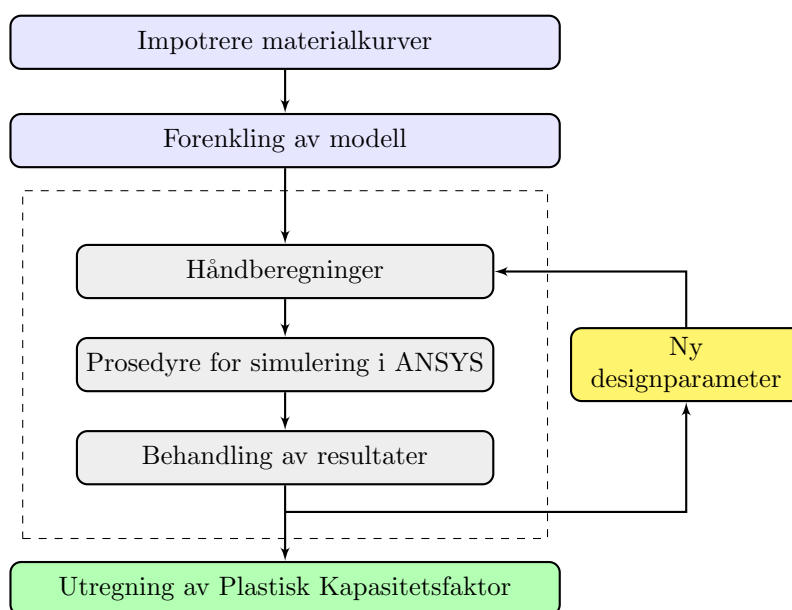 Impotrere materialkurver
Forenkling av modell
Håndberegninger
Prosedyre for simulering i ANSYS
Behandling av resultater
Ny
designparameter
Utregning av Plastisk Kapasitetsfaktor